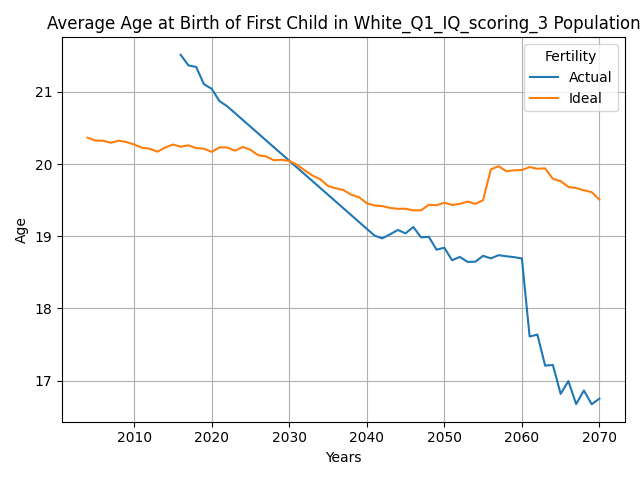 Average Age at Birth of First Child in White_Q1_IQ_scoring_3 Population
Fertility
Actual
Ideal
Age
21
20
19
18
17
2010 2020 2030 2040 2050 2060 2070
Years